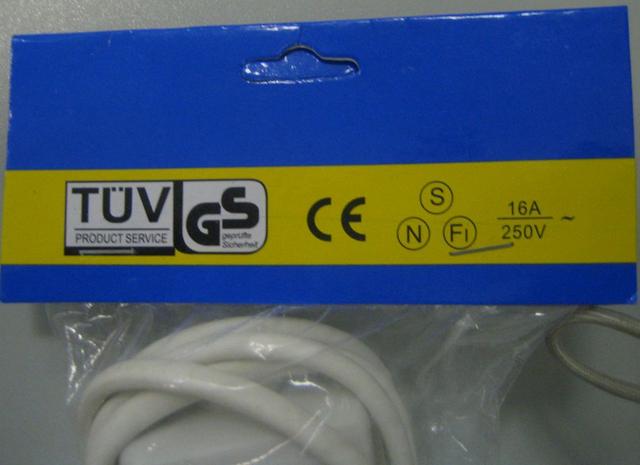 TÜV
PRODUCT SERVICE
GS
geprüfte
Sicherheit
CE
S
N
FI
16A
250V ~